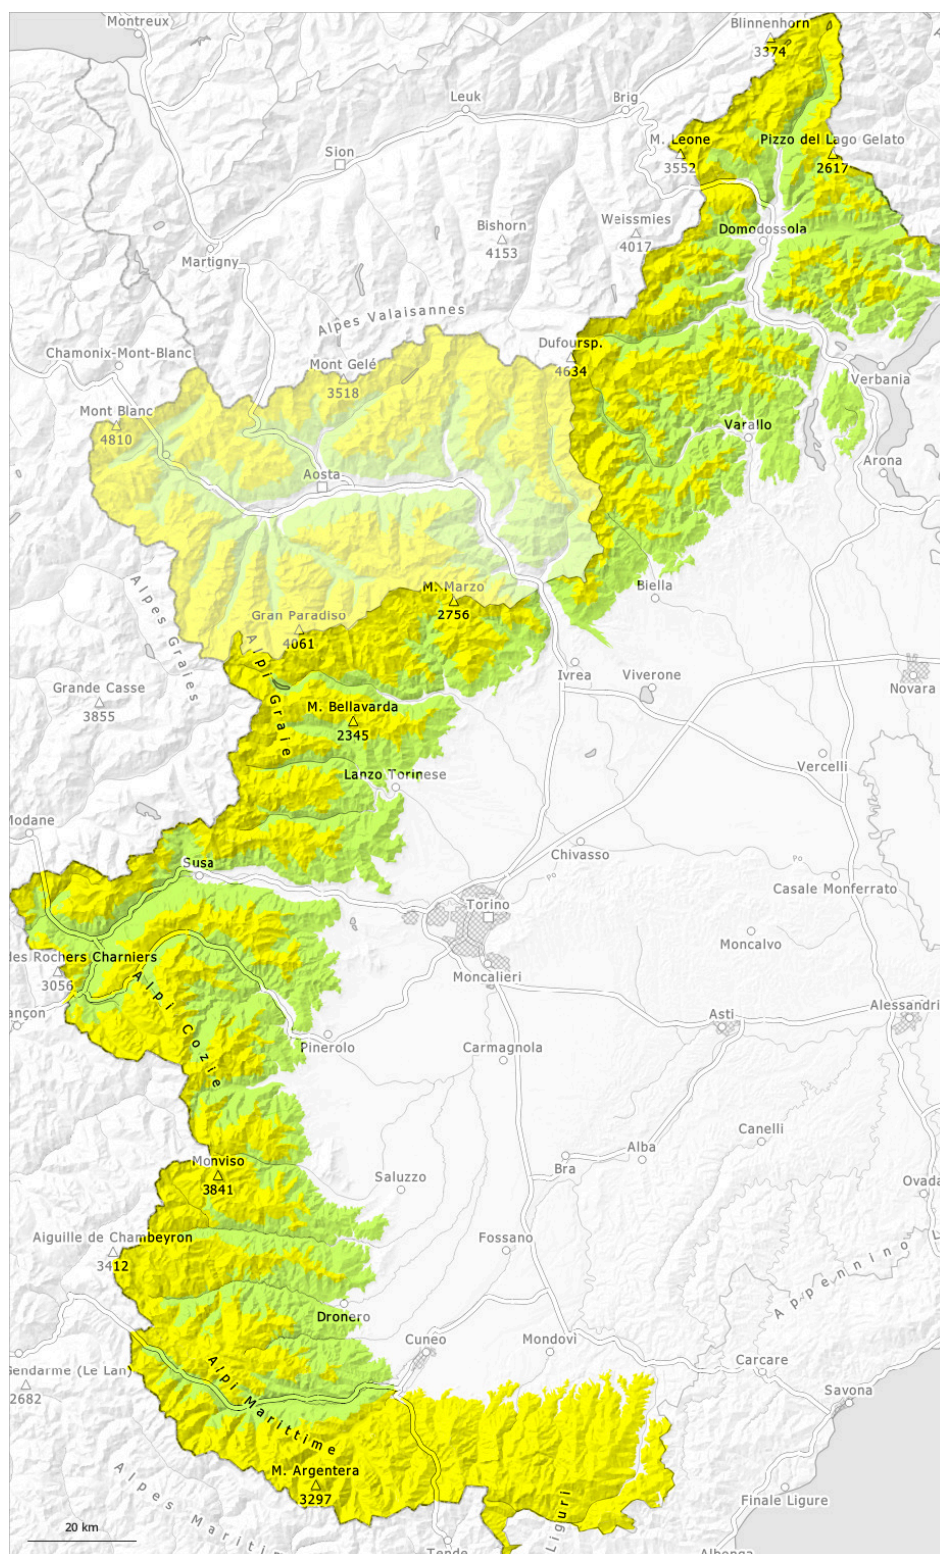 Montreux
Blinnenhorn
3374
Leuk
Brig
M. Leone
3552
Pizzo del Lago Gelato
2617
Sion
Bishorn
4153
Weissmies
4017
Domodossola
Martigny
Alpes Valaisannes
Chamonix-Mont-Blanc
Mont Gelé
3518
Dufoursp.
4634
Verbania
Mont Blanc
4810
Varallo
Aosta
Arona
Alpes Graies
M. Marzo
2756
Biella
Gran Paradiso
4061
Alpi Graie
Ivrea
Viverone
Novara
Grande Casse
3855
M. Bellavarda
2345
Lanzo Torinese
Vercelli
Modane
Susa
Chivasso
Po
Po
Casale Monferrato
Torino
Moncalvo
des Rochers Charniers
3056
Moncalieri
Alpi Cozie
ançon
Asti
Alessandri
Pinerolo
Carmagnola
Canelli
Alba
Bra
Monviso
3841
Saluzzo
Ovada
Aiguille de Chambeyron
3412
Fossano
Appennino L
Dronero
Cuneo
Mondovì
Gendarme (Le Lan)
2682
Carcare
Savona
Alpi Marittime
M. Argentera
3297
Alpes Maritim
Liguri
Finale Ligure
20 km
Tende
Albenga